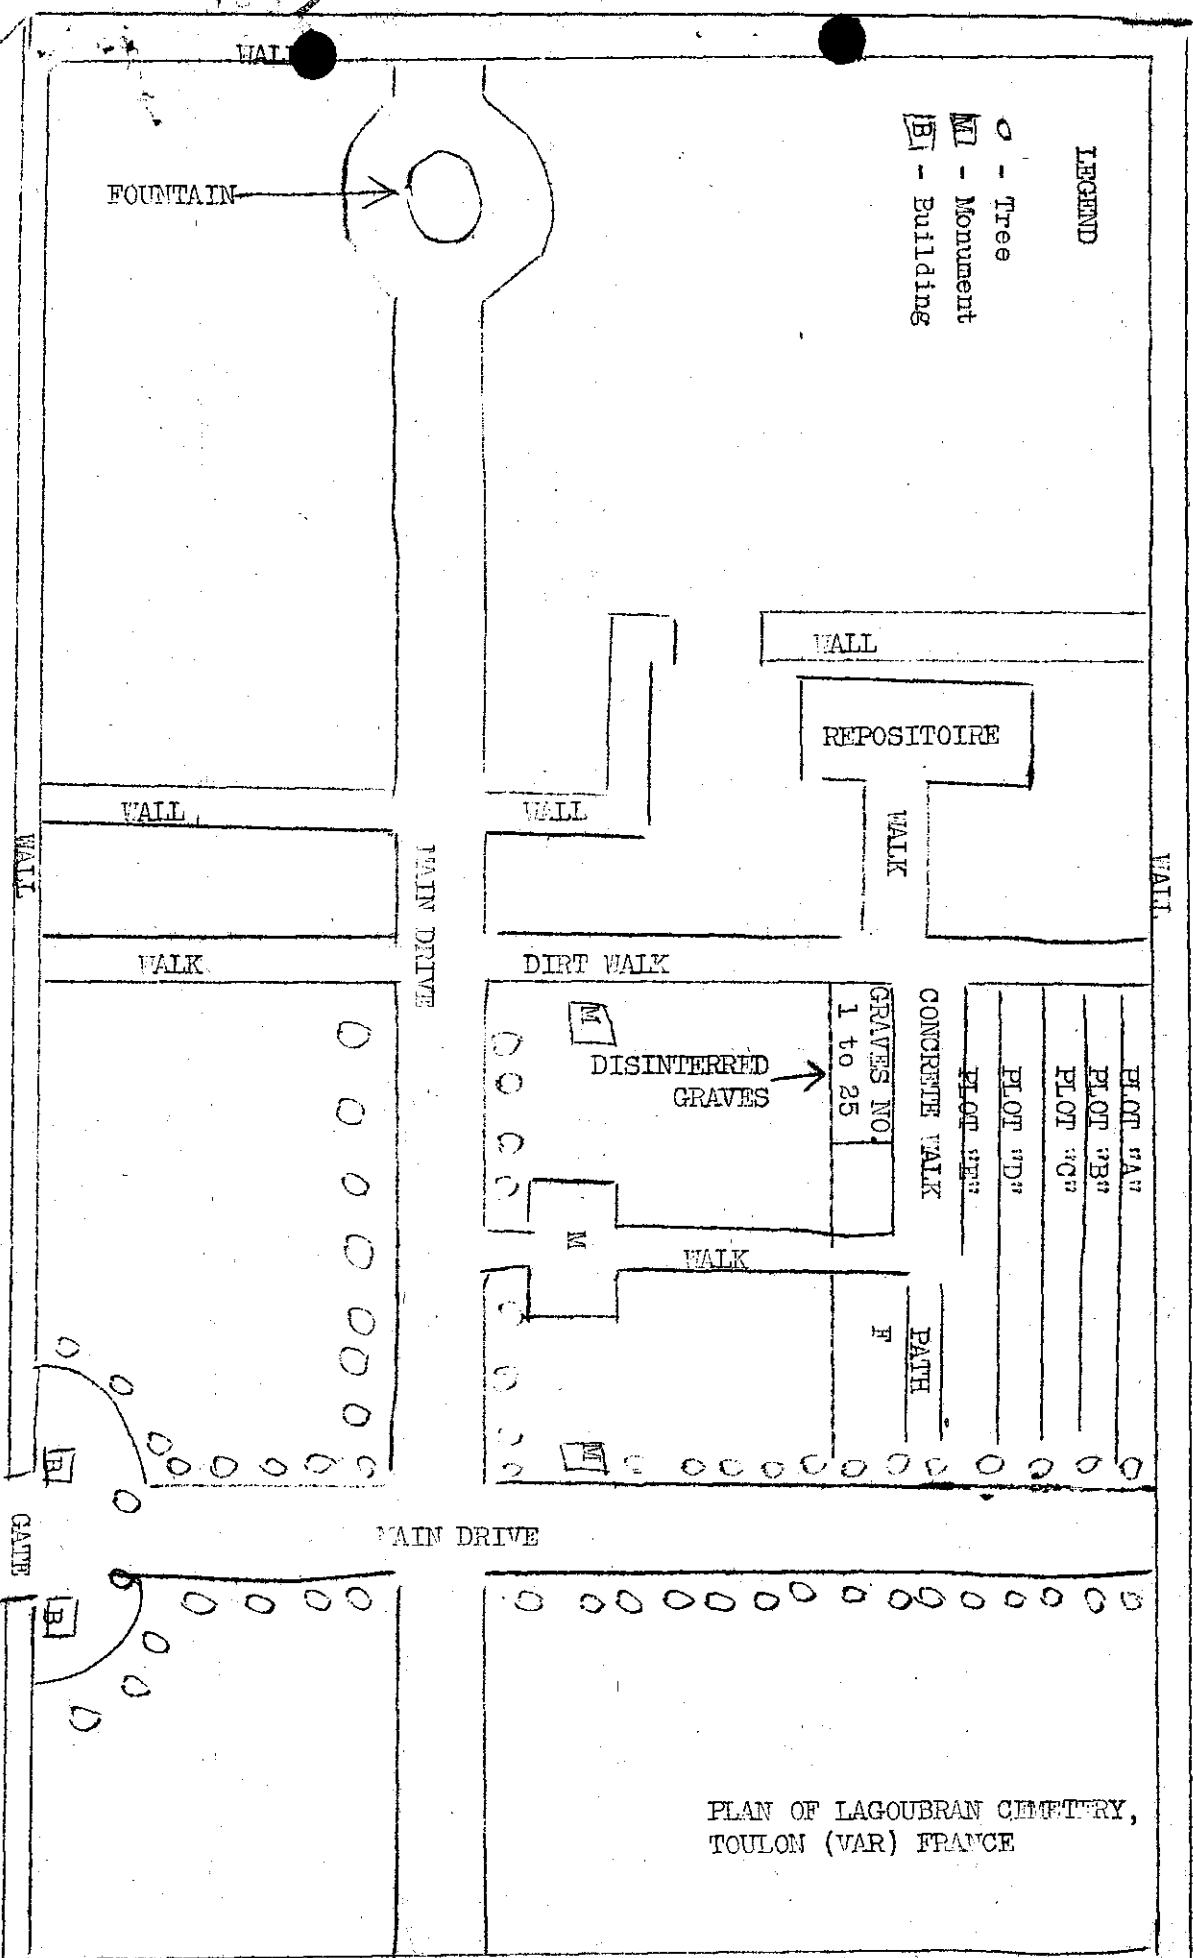 WALL
FOUNTAIN
LEGEND
O - Tree
M - Monument
B - Building
WALL
REPOSITOIRE
WALL
WALL
WALK
WALL
WALL
MAIN DRIVE
WALK
DIRT WALK
M
DISINTERRED
GRAVES
GRAVES NO.
1 to 25
CONCRETE WALK
PLOT "E"
PLOT "D"
PLOT "C"
PLOT "B"
PLOT "A"
M
WALK
F
PATH
M
B
GATE
MAIN DRIVE
B
PLAN OF LAGOUBRAN CEMETERY,
TOULON (VAR) FRANCE